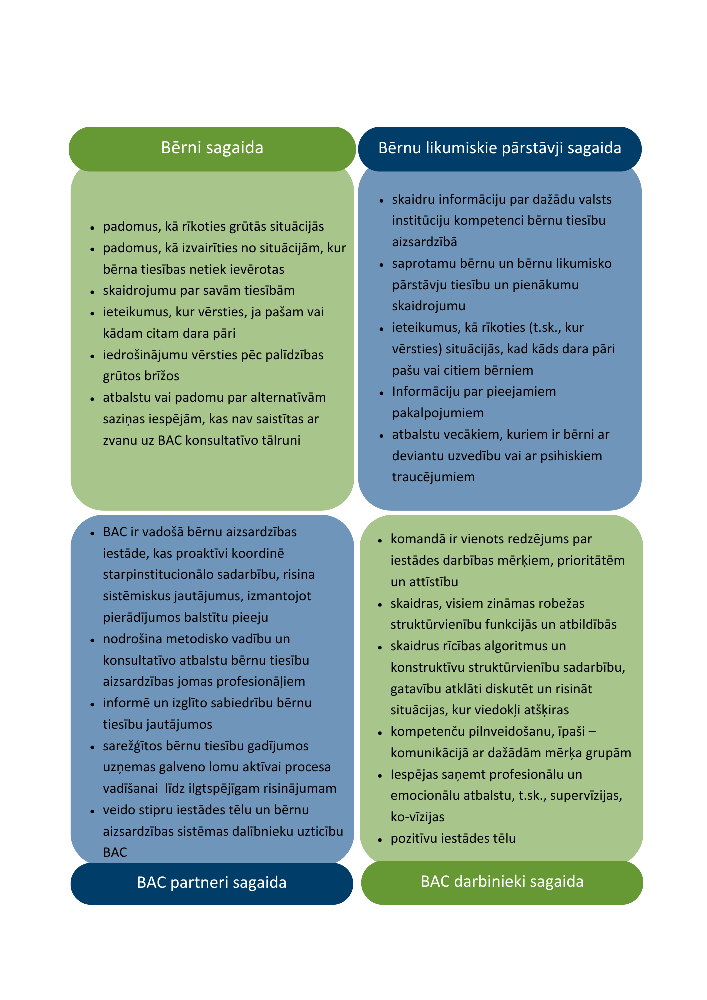 Bērni sagaida
padomus, kā rīkoties grūtās situācijās
padomus, kā izvairīties no situācijām, kur
bērna tiesības netiek ievērotas
skaidrojumu par savām tiesībām
ieteikumus, kur vērsties, ja pašam vai
kādam citam dara pāri
iedrošinājumu vērsties pēc palīdzības
grūtos brīžos
atbalstu vai padomu par alternatīvām
saziņas iespējām, kas nav saistītas ar
zvanu uz BAC konsultatīvo tālruni
Bērnu likumiskie pārstāvji sagaida
skaidru informāciju par dažādu valsts
institūciju kompetenci bērnu tiesību
aizsardzībā
saprotamu bērnu un bērnu likumisko
pārstāvju tiesību un pienākumu
skaidrojumu
ieteikumus, kā rīkoties (t.sk., kur
vērsties) situācijās, kad kāds dara pāri
pašu vai citiem bērniem
Informāciju par pieejamiem
pakalpojumiem
atbalstu vecākiem, kuriem ir bērni ar
deviantu uzvedību vai ar psihiskiem
traucējumiem
BAC ir vadošā bērnu aizsardzības
iestāde, kas proaktīvi koordinē
starpinstitucionālo sadarbību, risina
sistēmiskus jautājumus, izmantojot
pierādījumos balstītu pieeju
nodrošina metodisko vadību un
konsultatīvo atbalstu bērnu tiesību
aizsardzības jomas profesionāļiem
informē un izglīto sabiedrību bērnu
tiesību jautājumos
sarežģītos bērnu tiesību gadījumos
uzņemas galveno lomu aktīvai procesa
vadīšanai  līdz ilgtspējīgam risinājumam
veido stipru iestādes tēlu un bērnu
aizsardzības sistēmas dalībnieku uzticību
BAC
BAC partneri sagaida
komandā ir vienots redzējums par
iestādes darbības mērķiem, prioritātēm
un attīstību
skaidras, visiem zināmas robežas
struktūrvienību funkcijās un atbildībās
skaidrus rīcības algoritmus un
konstruktīvu struktūrvienību sadarbību,
gatavību atklāti diskutēt un risināt
situācijas, kur viedokļi atšķiras
kompetenču pilnveidošanu, īpaši –
komunikācijā ar dažādām mērķa grupām
Iespējas saņemt profesionālu un
emocionālu atbalstu, t.sk., supervīzijas,
ko-vīzijas
pozitīvu iestādes tēlu
BAC darbinieki sagaida